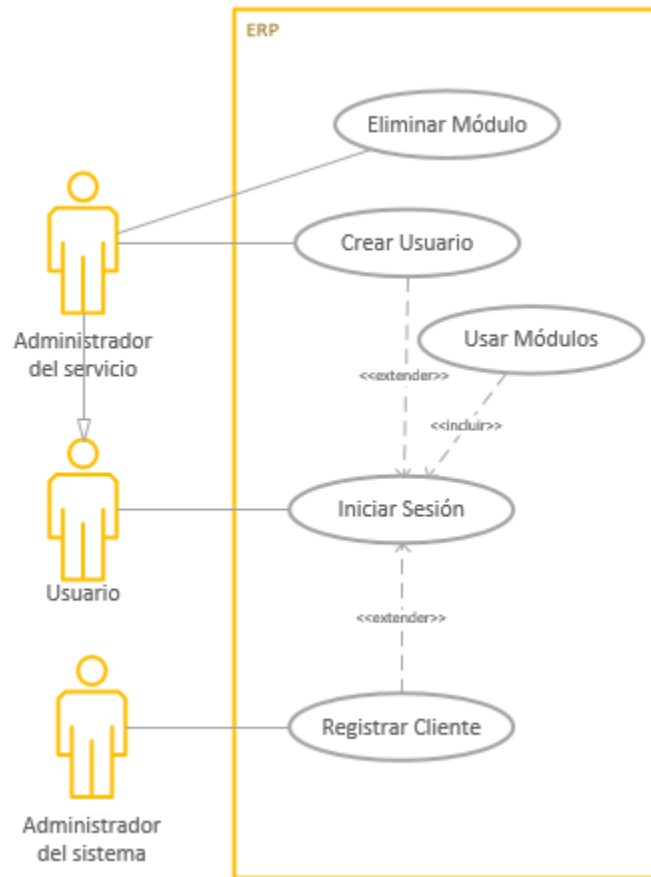 ERP
Eliminar Módulo
Crear Usuario
Administrador
del servicio
Usar Módulos
<<extender>>
<<incluir>>
Iniciar Sesión
Usuario
<<extender>>
Registrar Cliente
Administrador
del sistema